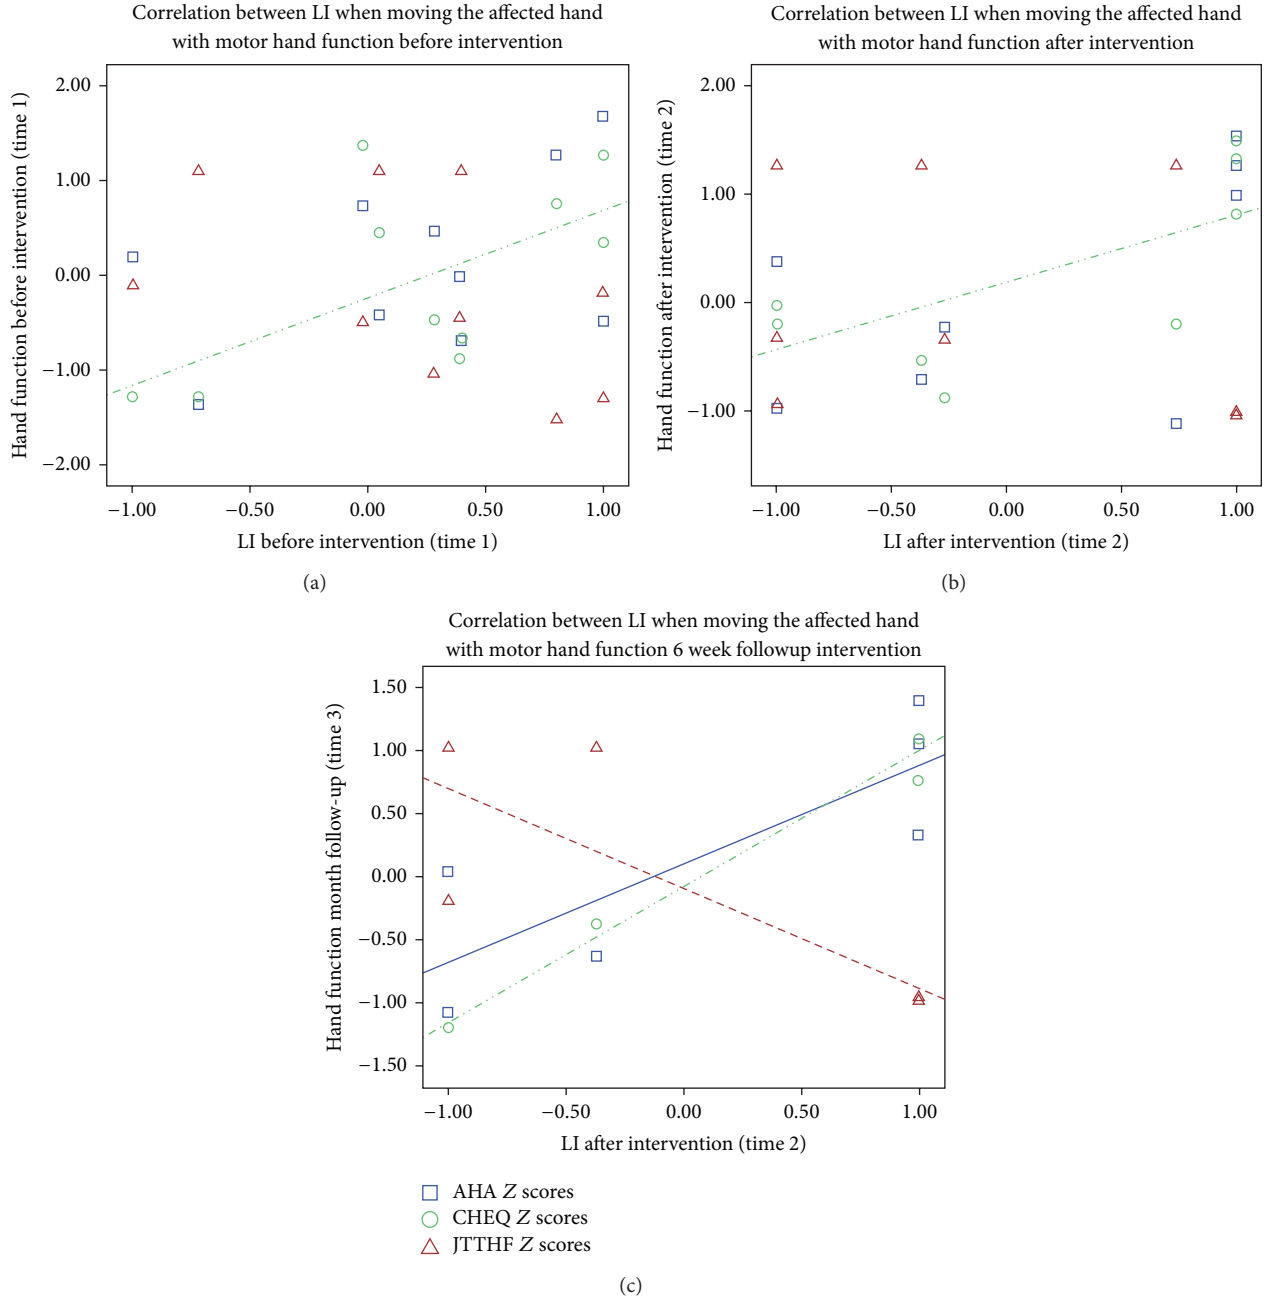 Correlation between LI when moving the affected hand
with motor hand function before intervention
Hand function before intervention (time 1)
2.00
1.00
0.00
−1.00
−2.00
−1.00 −0.50 0.00 0.50 1.00
LI before intervention (time 1)
(a)
Correlation between LI when moving the affected hand
with motor hand function after intervention
Hand function after intervention (time 2)
2.00
1.00
0.00
−1.00
−1.00 −0.50 0.00 0.50 1.00
LI after intervention (time 2)
(b)
Correlation between LI when moving the affected hand
with motor hand function 6 week followup intervention
Hand function month follow-up (time 3)
1.50
1.00
0.50
0.00
−0.50
−1.00
−1.50
−1.00 −0.50 0.00 0.50 1.00
LI after intervention (time 2)
AHA Z scores
CHEQ Z scores
JTTHF Z scores
(c)